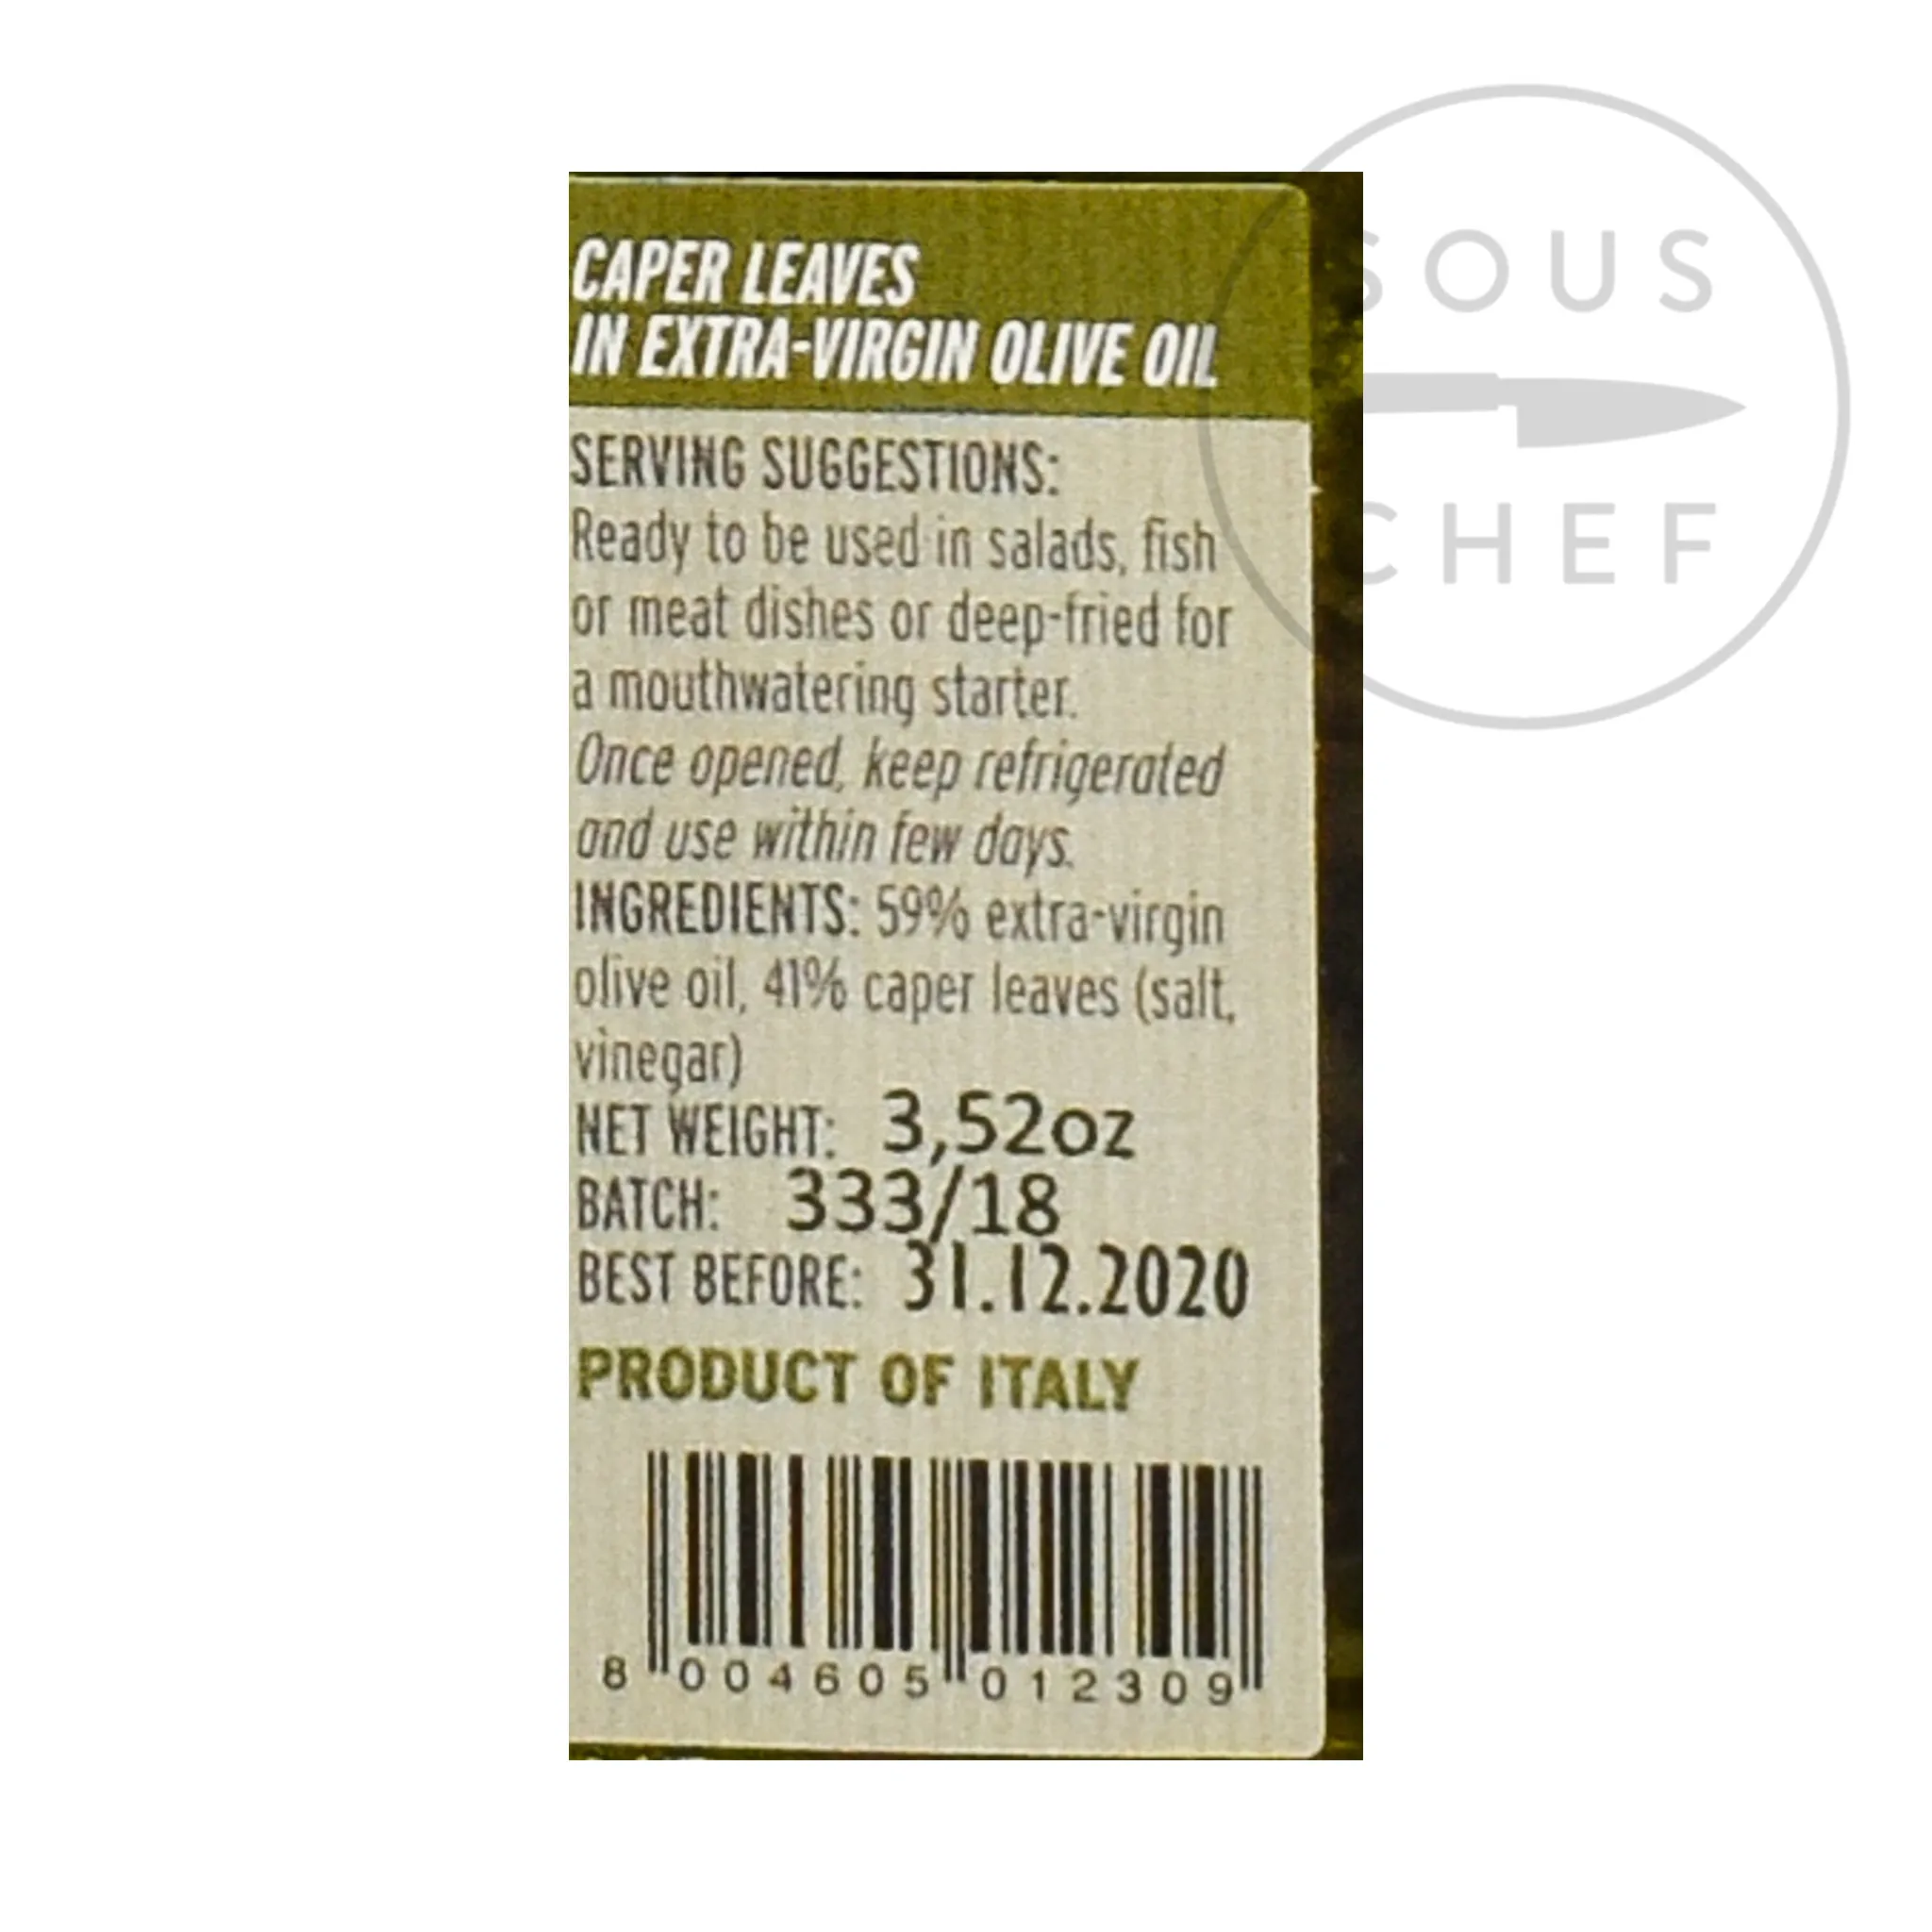 SOUS
CHEF
CAPER LEAVES
IN EXTRA-VIRGIN OLIVE OIL
SERVING SUGGESTIONS:
Ready to be used in salads, fish
or meat dishes or deep-fried for
a mouthwatering starter.
Once opened, keep refrigerated
and use within few days.
INGREDIENTS: 59% extra-virgin
olive oil, 41% caper leaves (salt,
vinegar)
NET WEIGHT: 3,52oz
BATCH: 333/18
BEST BEFORE: 31.12.2020
PRODUCT OF ITALY
8 004605 012309